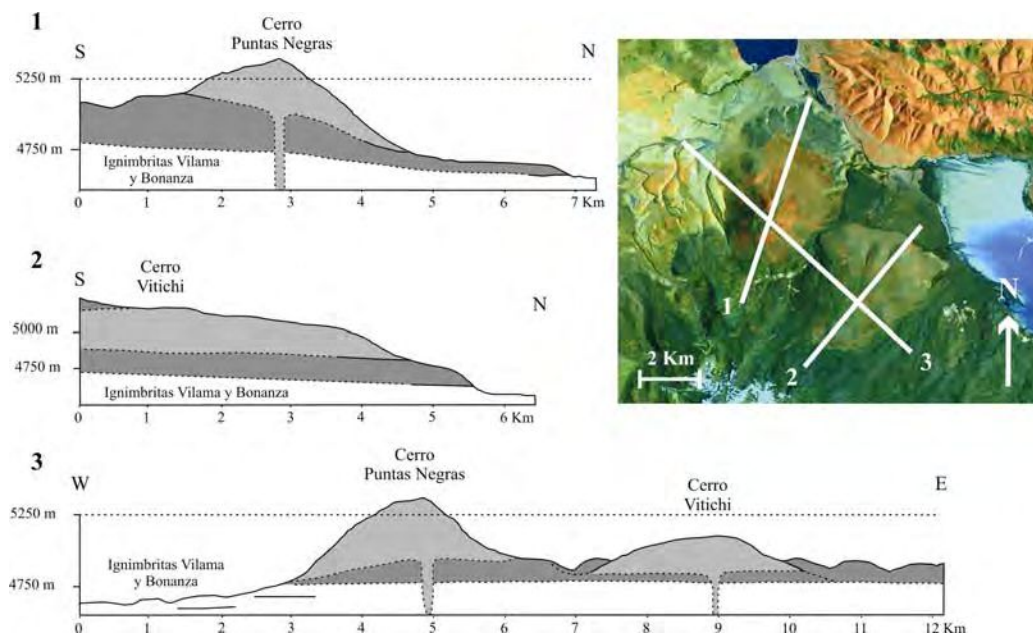 1
S
Cerro
Puntas Negras
N
5250 m
4750 m
Ignimbritas Vilama
y Bonanza
0 1 2 3 4 5 6 7 Km
2
S
Cerro
Vitichi
N
5000 m
4750 m
Ignimbritas Vilama y Bonanza
0 1 2 3 4 5 6 Km
1
2
3
2 Km
N
3
W
Cerro
Puntas Negras
Cerro
Vitichi
E
5250 m
Ignimbritas Vilama
y Bonanza
4750 m
0 1 2 3 4 5 6 7 8 9 10 11 12 Km